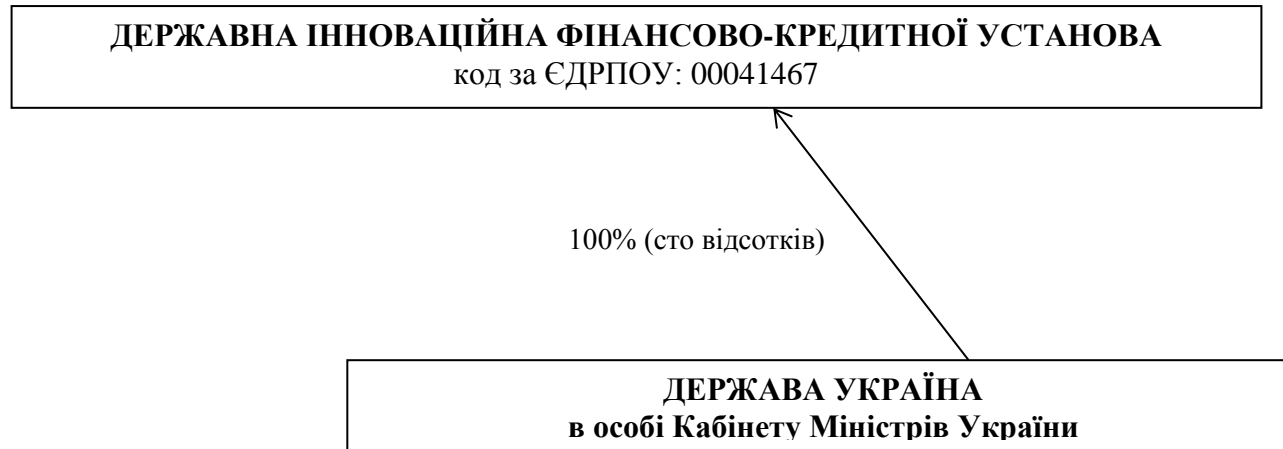 ДЕРЖАВНА ІННОВАЦІЙНА ФІНАНСОВО-КРЕДИТНОЇ УСТАНОВА
код за ЄДРПОУ: 00041467
100% (сто відсотків)
ДЕРЖАВА УКРАЇНА
в особі Кабінету Міністрів України